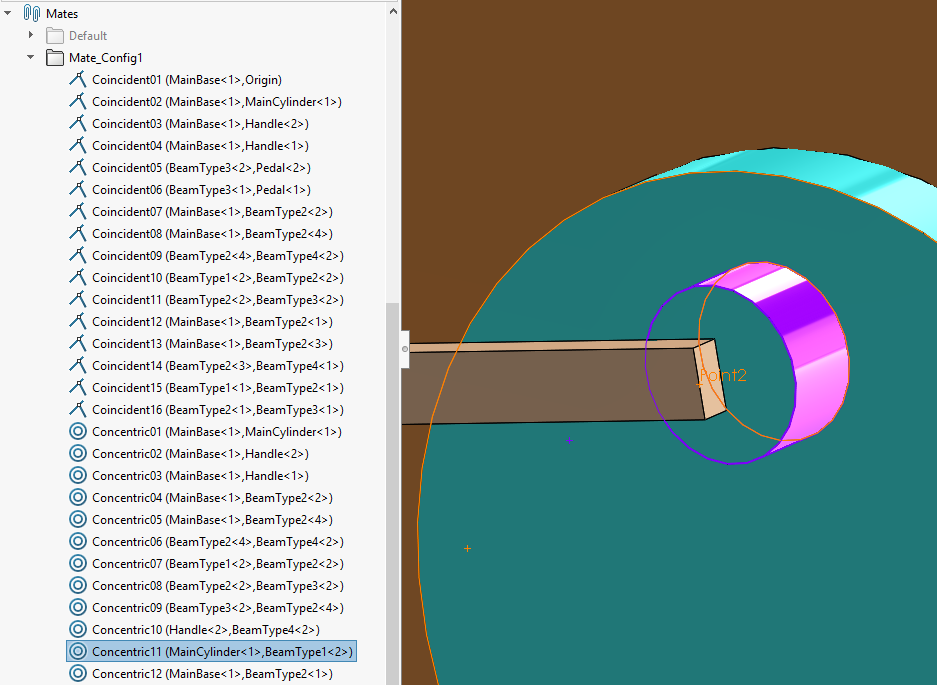 Mates
Default
Mate_Config1
Coincident01 (MainBase<1>,Origin)
Coincident02 (MainBase<1>,MainCylinder<1>)
Coincident03 (MainBase<1>,Handle<2>)
Coincident04 (MainBase<1>,Handle<1>)
Coincident05 (BeamType3<2>,Pedal<2>)
Coincident06 (BeamType3<1>,Pedal<1>)
Coincident07 (MainBase<1>,BeamType2<2>)
Coincident08 (MainBase<1>,BeamType2<4>)
Coincident09 (BeamType2<4>,BeamType4<2>)
Coincident10 (BeamType1<2>,BeamType2<2>)
Coincident11 (BeamType2<2>,BeamType3<2>)
Coincident12 (MainBase<1>,BeamType2<1>)
Coincident13 (MainBase<1>,BeamType2<3>)
Coincident14 (BeamType2<3>,BeamType4<1>)
Coincident15 (BeamType1<1>,BeamType2<1>)
Coincident16 (BeamType2<1>,BeamType3<1>)
Concentric01 (MainBase<1>,MainCylinder<1>)
Concentric02 (MainBase<1>,Handle<2>)
Concentric03 (MainBase<1>,Handle<1>)
Concentric04 (MainBase<1>,BeamType2<2>)
Concentric05 (MainBase<1>,BeamType2<4>)
Concentric06 (BeamType2<4>,BeamType4<2>)
Concentric07 (BeamType1<2>,BeamType2<2>)
Concentric08 (BeamType2<2>,BeamType3<2>)
Concentric09 (BeamType3<2>,BeamType2<4>)
Concentric10 (Handle<2>,BeamType4<2>)
Concentric11 (MainCylinder<1>,BeamType1<2>)
Concentric12 (MainBase<1>,BeamType2<1>)
Point2